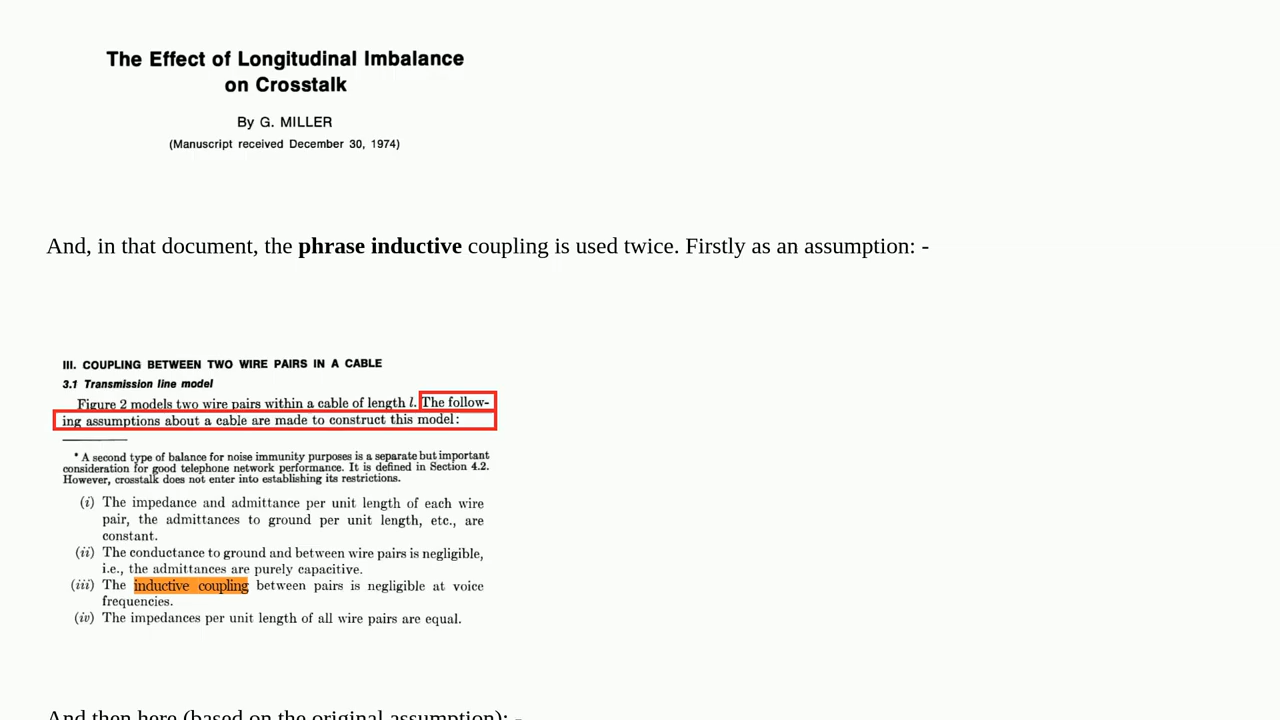 The Effect of Longitudinal Imbalance
on Crosstalk
By G. MILLER
(Manuscript received December 30, 1974)
And, in that document, the phrase inductive coupling is used twice. Firstly as an assumption: -
III. COUPLING BETWEEN TWO WIRE PAIRS IN A CABLE
3.1 Transmission line model
Figure 2 models two wire pairs within a cable of length l. The follow-
ing assumptions about a cable are made to construct this model:
* A second type of balance for noise immunity purposes is a separate but important
consideration for good telephone network performance. It is defined in Section 4.2.
However, crosstalk does not enter into establishing its restrictions.
(i) The impedance and admittance per unit length of each wire
pair, the admittances to ground per unit length, etc., are
constant.
(ii) The conductance to ground and between wire pairs is negligible,
i.e., the admittances are purely capacitive.
(iii) The inductive coupling between pairs is negligible at voice
frequencies.
(iv) The impedances per unit length of all wire pairs are equal.
And then here (based on the original assumption): -